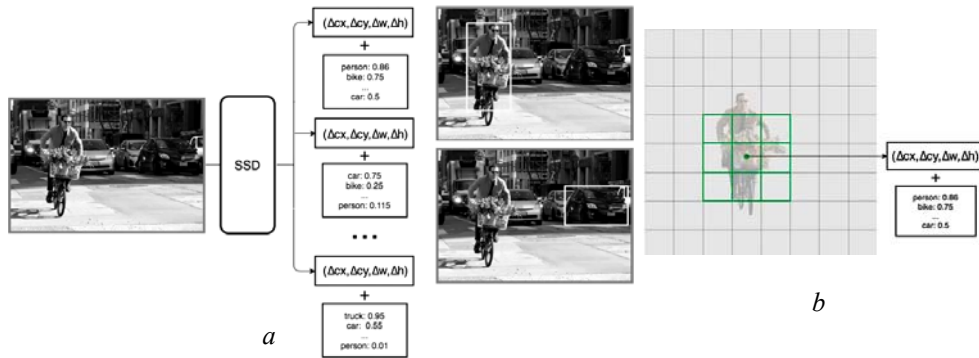 (Δcx,Δcy,Δw,Δh)
+
person: 0.86
bike: 0.75
...
car: 0.5
SSD
(Δcx,Δcy,Δw,Δh)
+
car: 0.75
bike: 0.25
...
person: 0.115
...
(Δcx,Δcy,Δw,Δh)
+
truck: 0.95
car: 0.55
...
person: 0.01
a
(Δcx,Δcy,Δw,Δh)
+
person: 0.86
bike: 0.75
...
car: 0.5
b